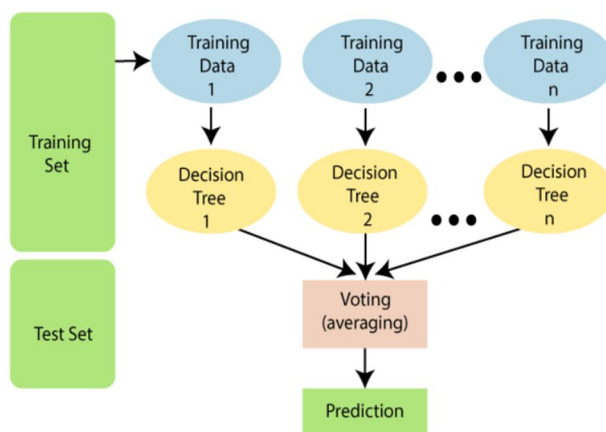 Training
Set
Test Set
Training
Data
1
Training
Data
2
Training
Data
n
Decision
Tree
1
Decision
Tree
2
Decision
Tree
n
Voting
(averaging)
Prediction